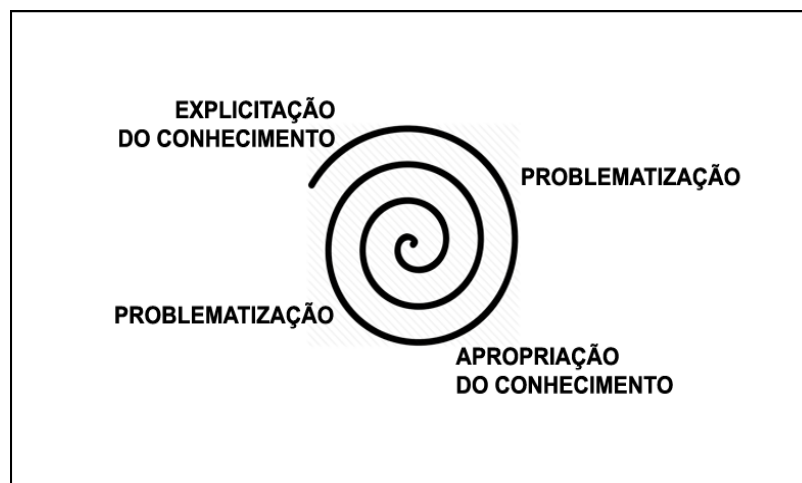 EXPLICITAÇÃO
DO CONHECIMENTO
PROBLEMATIZAÇÃO
PROBLEMATIZAÇÃO
APROPRIAÇÃO
DO CONHECIMENTO